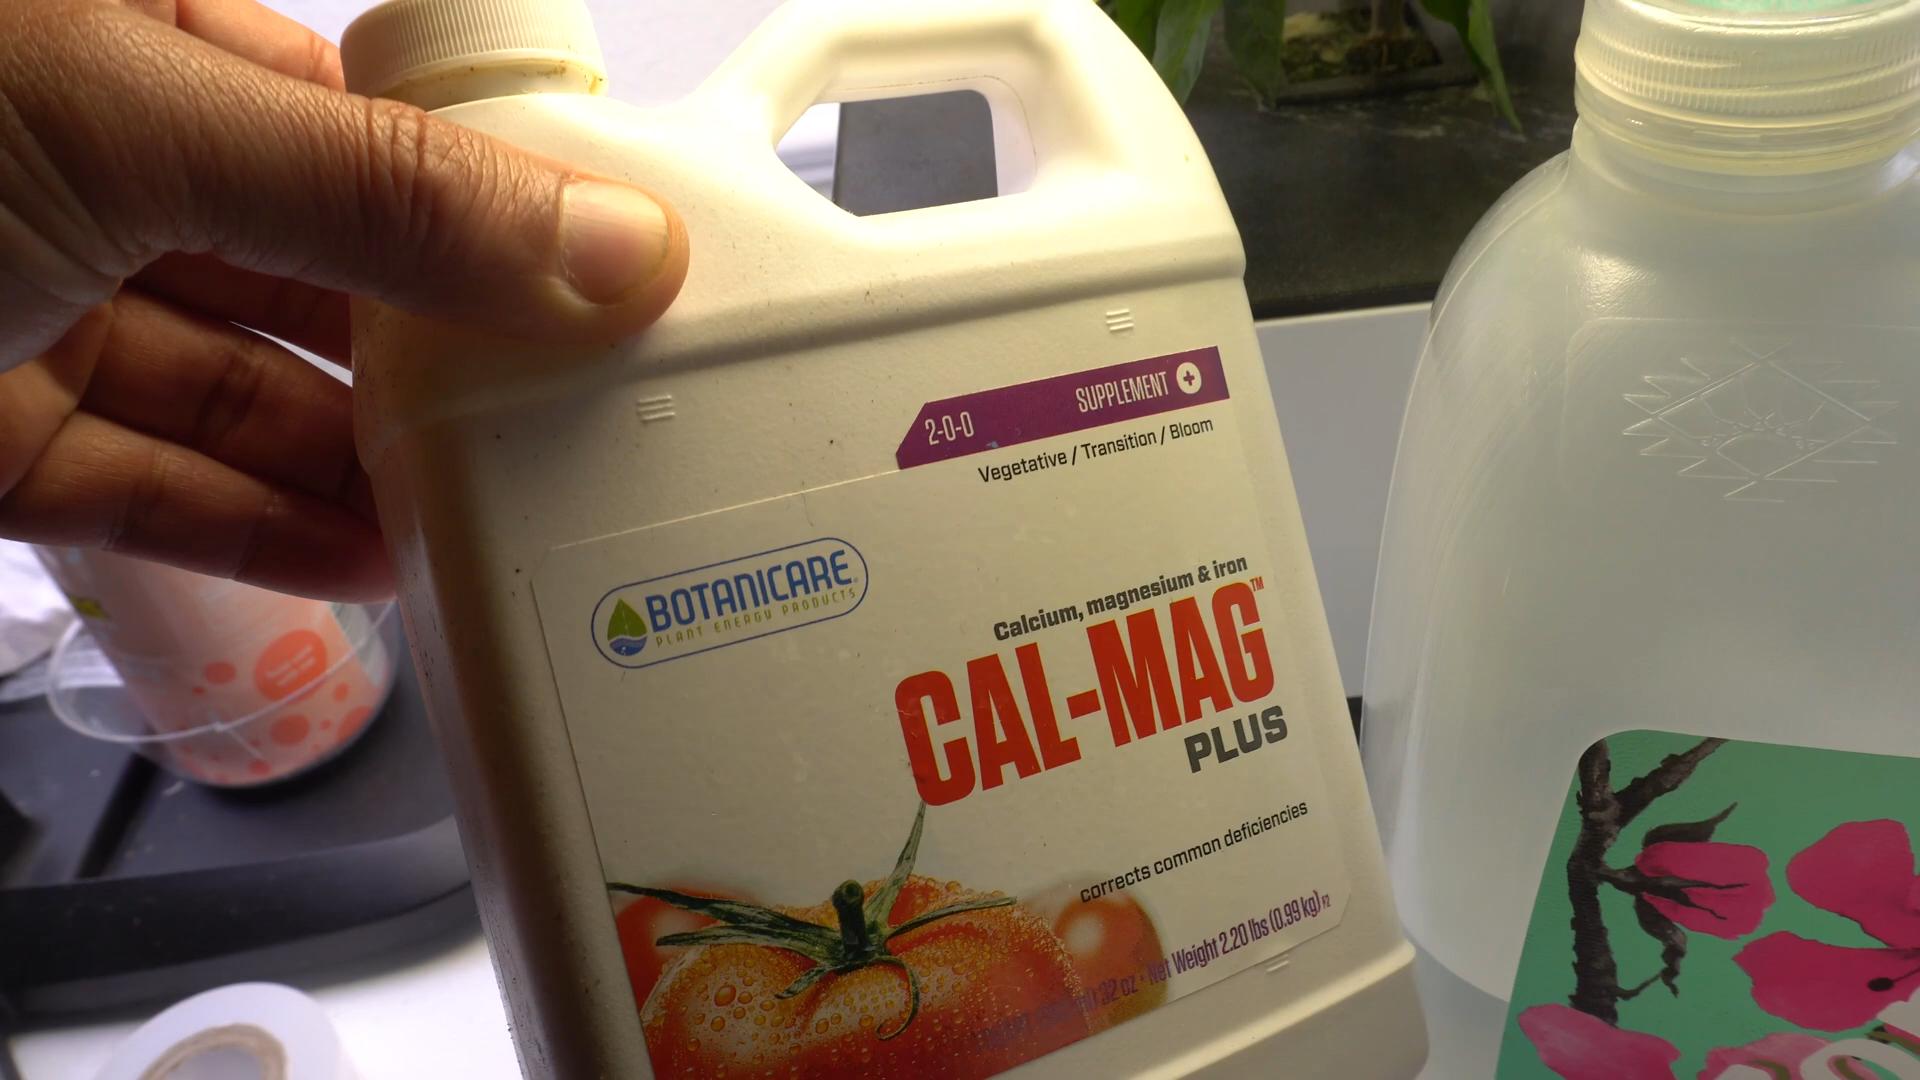 2-0-0 SUPPLEMENT
Vegetative / Transition / Bloom
BOTANICARE
PLANT ENERGY PRODUCTS
Calcium, magnesium & iron
CAL-MAG™
PLUS
corrects common deficiencies
32 oz • Net Weight 2.20 lbs (0.99 kg)